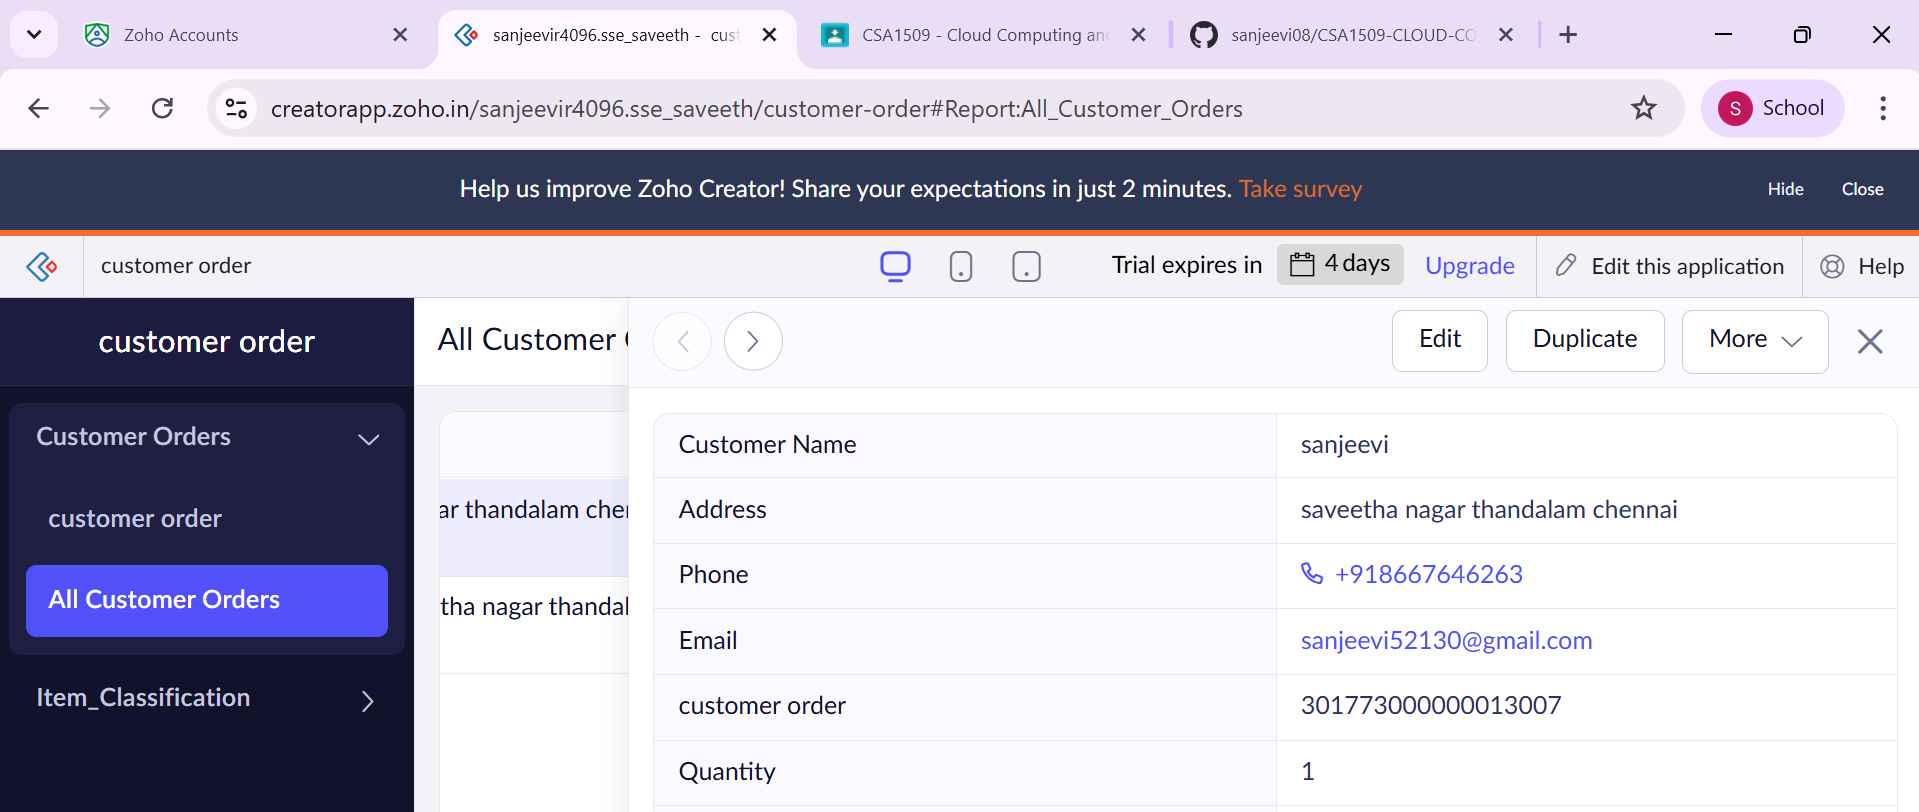 Zoho Accounts
sanjeevir4096.sse_saveeth - cust
CSA1509 - Cloud Computing an
sanjeevi08/CSA1509-CLOUD-CO
creatorapp.zoho.in/sanjeevir4096.sse_saveeth/customer-order#Report:All_Customer_Orders
S School
Help us improve Zoho Creator! Share your expectations in just 2 minutes. Take survey
Hide
Close
customer order
Trial expires in 4 days
Upgrade
Edit this application
Help
customer order
Customer Orders
customer order
All Customer Orders
Item_Classification
All Customer
ar thandalam che
tha nagar thandal
Edit
Duplicate
More
Customer Name
sanjeevi
Address
saveetha nagar thandalam chennai
Phone
+918667646263
Email
sanjeevi52130@gmail.com
customer order
301773000000013007
Quantity
1